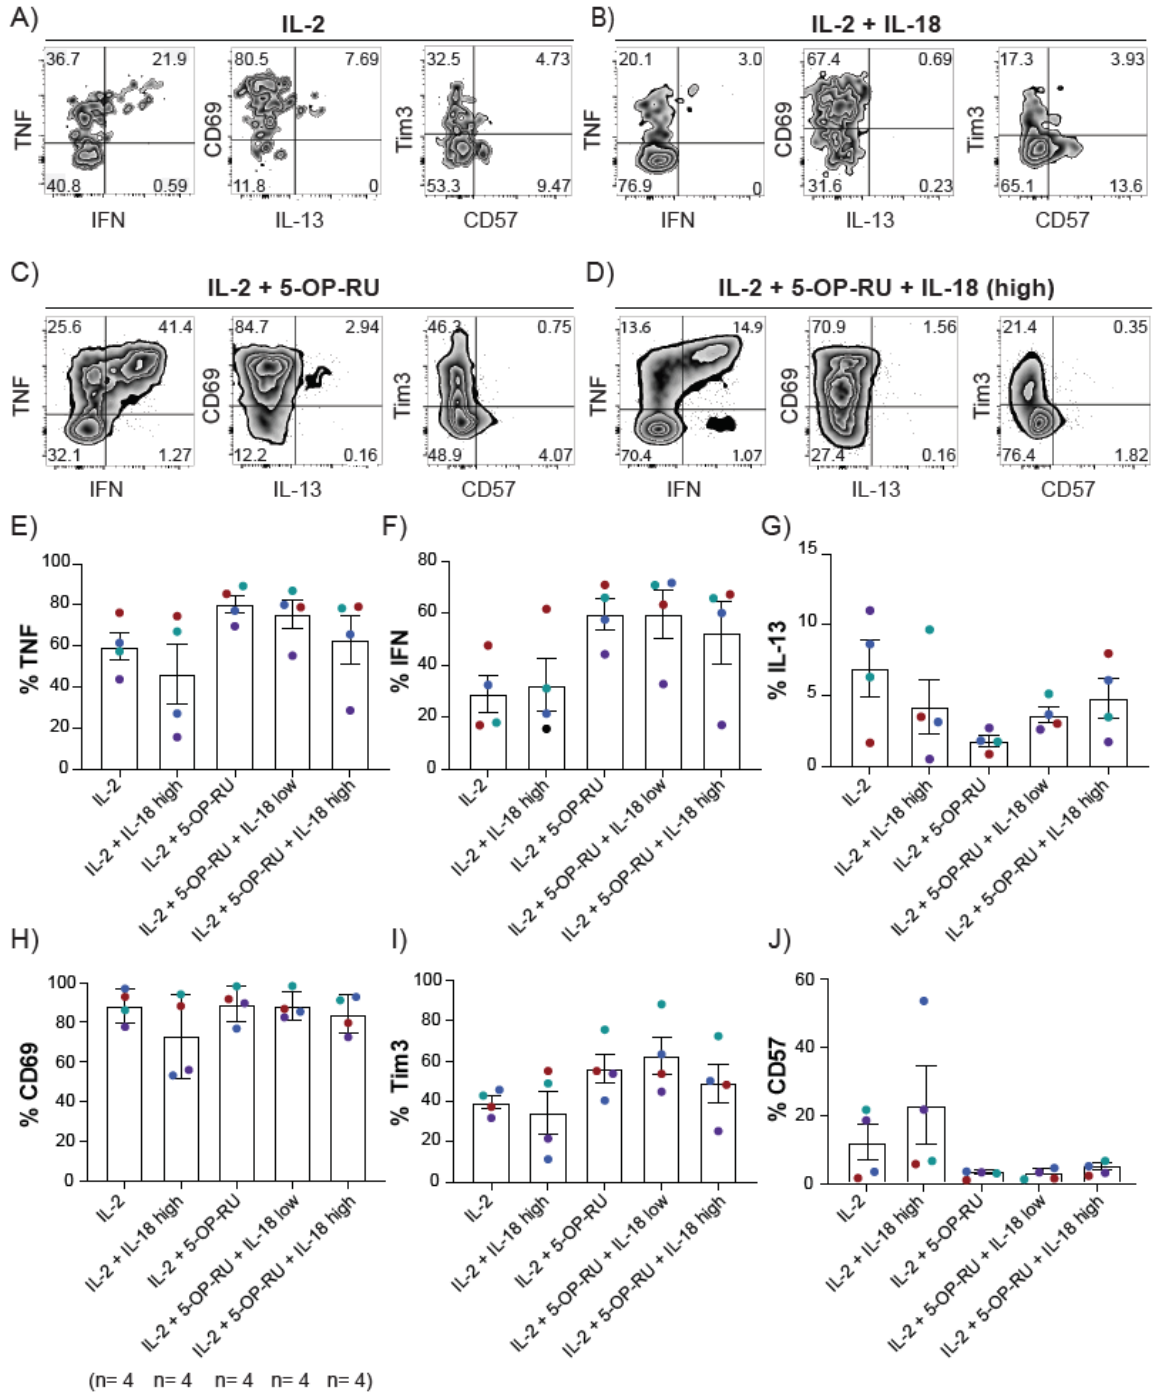 A)
IL-2
B)
IL-2 + IL-18
36.7 21.9
TNF
40.8 0.59
IFN
80.5 7.69
CD69
11.8 0
IL-13
32.5 4.73
Tim3
53.3 9.47
CD57
20.1 3.0
TNF
76.9 0
IFN
67.4 0.69
CD69
31.6 0.23
IL-13
17.3 3.93
Tim3
65.1 13.6
CD57
C)
IL-2 + 5-OP-RU
D)
IL-2 + 5-OP-RU + IL-18 (high)
25.6 41.4
TNF
32.1 1.27
IFN
84.7 2.94
CD69
12.2 0.16
IL-13
46.3 0.75
Tim3
48.9 4.07
CD57
13.6 14.9
TNF
70.4 1.07
IFN
70.9 1.56
CD69
27.4 0.16
IL-13
21.4 0.35
Tim3
76.4 1.82
CD57
E)
% TNF
100
80
60
40
20
0
IL-2
IL-2 + IL-18 high
IL-2 + 5-OP-RU
IL-2 + 5-OP-RU + IL-18 low
IL-2 + 5-OP-RU + IL-18 high
F)
% IFN
80
60
40
20
0
IL-2
IL-2 + IL-18 high
IL-2 + 5-OP-RU
IL-2 + 5-OP-RU + IL-18 low
IL-2 + 5-OP-RU + IL-18 high
G)
% IL-13
15
10
5
0
IL-2
IL-2 + IL-18 high
IL-2 + 5-OP-RU
IL-2 + 5-OP-RU + IL-18 low
IL-2 + 5-OP-RU + IL-18 high
H)
% CD69
100
80
60
40
20
0
IL-2
IL-2 + IL-18 high
IL-2 + 5-OP-RU
IL-2 + 5-OP-RU + IL-18 low
IL-2 + 5-OP-RU + IL-18 high
I)
% Tim3
100
80
60
40
20
0
IL-2
IL-2 + IL-18 high
IL-2 + 5-OP-RU
IL-2 + 5-OP-RU + IL-18 low
IL-2 + 5-OP-RU + IL-18 high
J)
% CD57
60
40
20
0
IL-2
IL-2 + IL-18 high
IL-2 + 5-OP-RU
IL-2 + 5-OP-RU + IL-18 low
IL-2 + 5-OP-RU + IL-18 high
(n= 4 n= 4 n= 4 n= 4 n= 4)